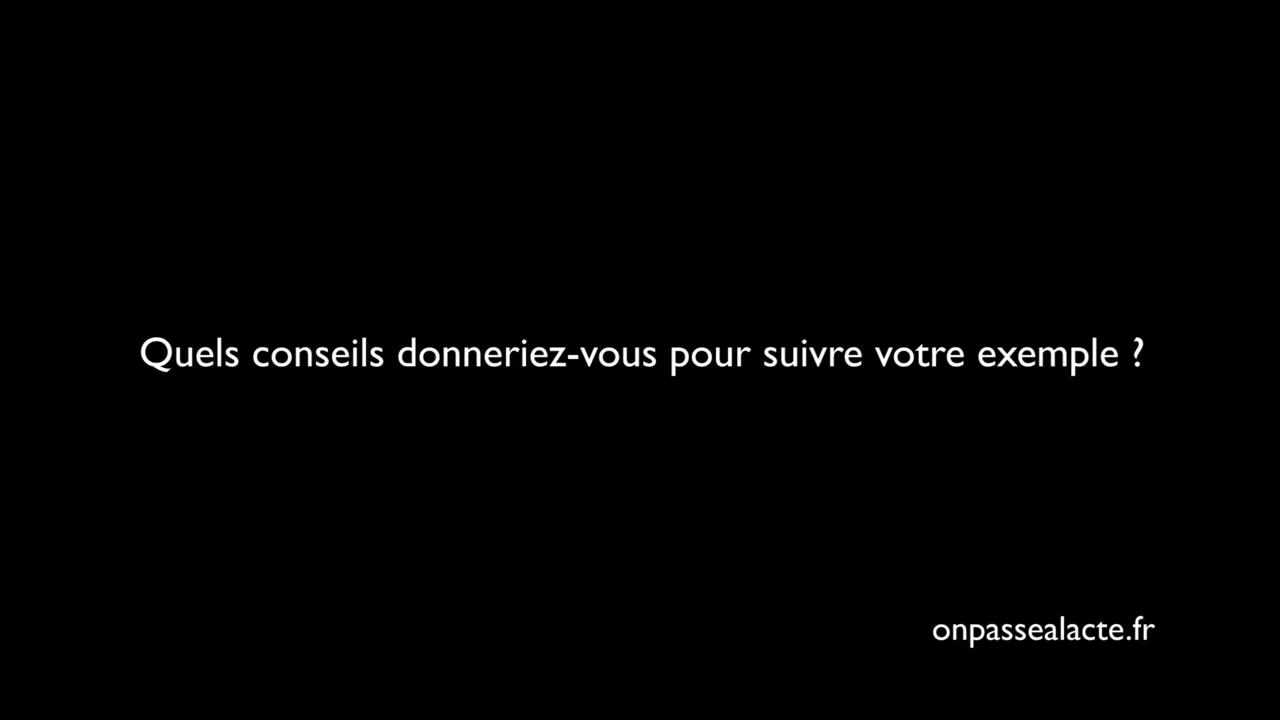 Quels conseils donneriez-vous pour suivre votre exemple ?
onpassealacte.fr